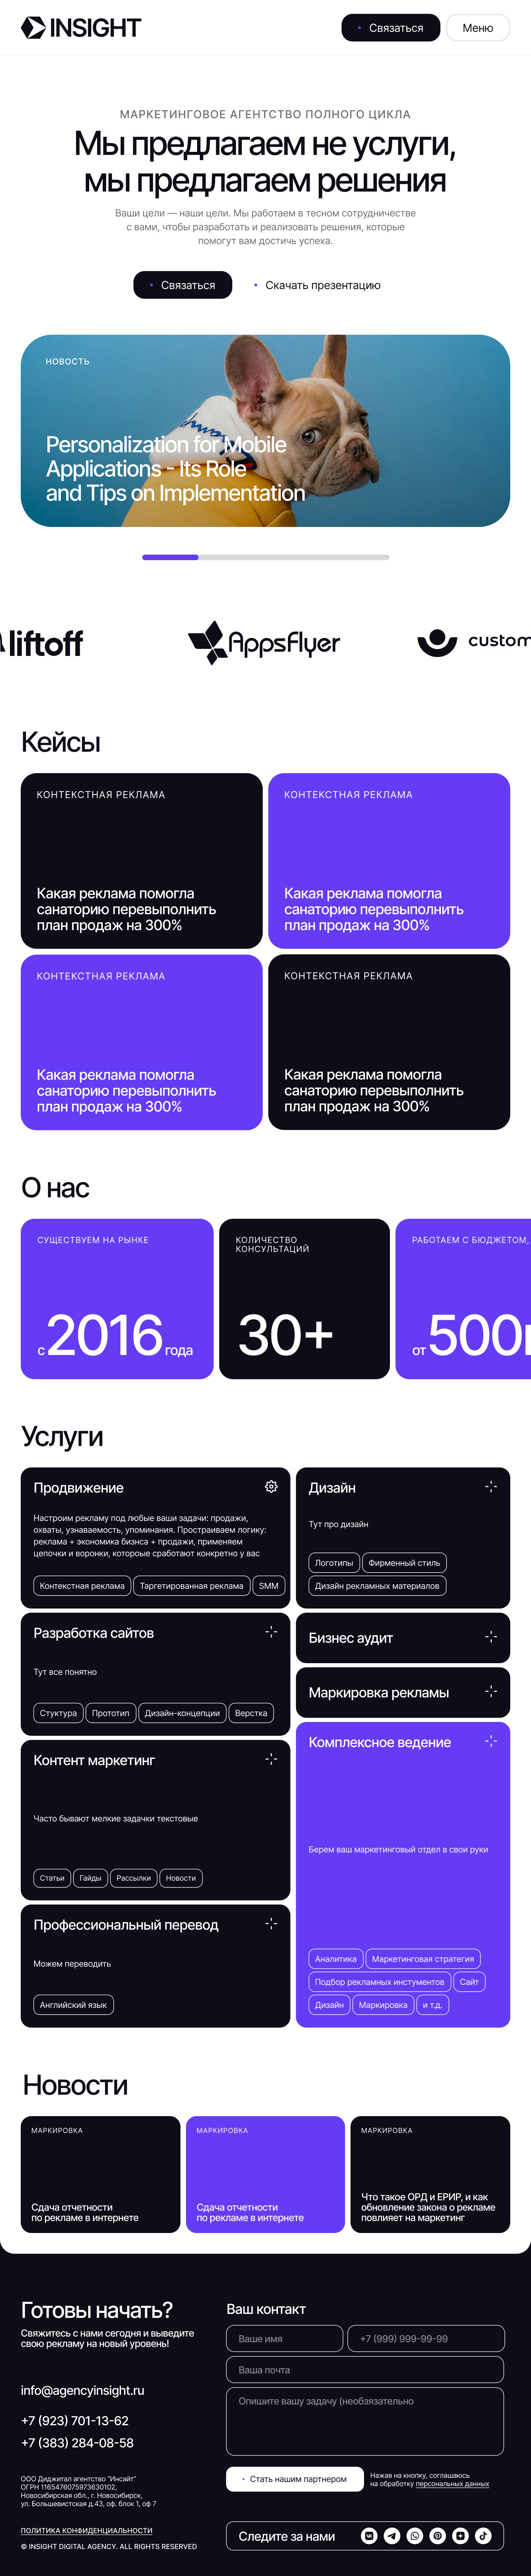 INSIGHT
Связаться
Меню
МАРКЕТИНГОВОЕ АГЕНТСТВО ПОЛНОГО ЦИКЛА
Мы предлагаем не услуги,
мы предлагаем решения
Ваши цели — наши цели. Мы работаем в тесном сотрудничестве
с вами, чтобы разработать и реализовать решения, которые
помогут вам достичь успеха.
Связаться
Скачать презентацию
НОВОСТЬ
Personalization for Mobile
Applications - Its Role
and Tips on Implementation
liftoff
AppsFlyer
custom
Кейсы
КОНТЕКСТНАЯ РЕКЛАМА
Какая реклама помогла
санаторию перевыполнить
план продаж на 300%
КОНТЕКСТНАЯ РЕКЛАМА
Какая реклама помогла
санаторию перевыполнить
план продаж на 300%
КОНТЕКСТНАЯ РЕКЛАМА
Какая реклама помогла
санаторию перевыполнить
план продаж на 300%
КОНТЕКСТНАЯ РЕКЛАМА
Какая реклама помогла
санаторию перевыполнить
план продаж на 300%
О нас
СУЩЕСТВУЕМ НА РЫНКЕ
с 2016 года
КОЛИЧЕСТВО
КОНСУЛЬТАЦИЙ
30+
РАБОТАЕМ С БЮДЖЕТОМ,
от 500
Услуги
Продвижение
Настроим рекламу под любые ваши задачи: продажи,
охваты, узнаваемость, упоминания. Простраиваем логику:
реклама + экономика бизнеса + продажи, применяем
цепочки и воронки, которые сработают конкретно у вас
Контекстная реклама
Таргетированная реклама
SMM
Разработка сайтов
Тут все понятно
Стуктура
Прототип
Дизайн-концепции
Верстка
Контент маркетинг
Часто бывают мелкие задачки текстовые
Статьи
Гайды
Рассылки
Новости
Профессиональный перевод
Можем переводить
Английский язык
Дизайн
Тут про дизайн
Логотипы
Фирменный стиль
Дизайн рекламных материалов
Бизнес аудит
Маркировка рекламы
Комплексное ведение
Берем ваш маркетинговый отдел в свои руки
Аналитика
Маркетинговая стратегия
Подбор рекламных инстументов
Сайт
Дизайн
Маркировка
и т.д.
Новости
МАРКИРОВКА
Сдача отчетности
по рекламе в интернете
МАРКИРОВКА
Сдача отчетности
по рекламе в интернете
МАРКИРОВКА
Что такое ОРД и ЕРИР, и как
обновление закона о рекламе
повлияет на маркетинг
Готовы начать?
Свяжитесь с нами сегодня и выведите
свою рекламу на новый уровень!
info@agencyinsight.ru
+7 (923) 701-13-62
+7 (383) 284-08-58
ООО Диджитал агентство "Инсайт"
ОГРН 1165476075973630102,
Новосибирская обл., г. Новосибирск,
ул. Большевистская д.43, оф. блок 1, оф 7
ПОЛИТИКА КОНФИДЕНЦИАЛЬНОСТИ
© INSIGHT DIGITAL AGENCY. ALL RIGHTS RESERVED
Ваш контакт
Ваше имя
+7 (999) 999-99-99
Ваша почта
Опишите вашу задачу (необзязательно
Стать нашим партнером
Нажав на кнопку, соглашаюсь
на обработку персональных данных
Следите за нами